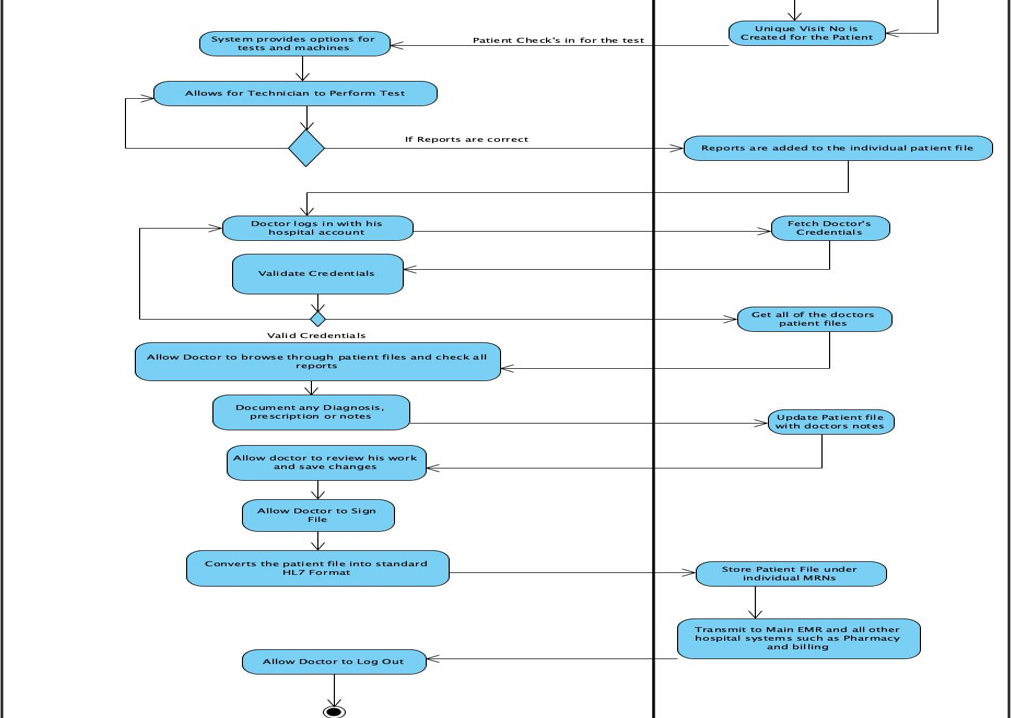 Unique Visit No is
Created for the Patient
System provides options for
tests and machines
Patient Check's in for the test
Allows for Technician to Perform Test
If Reports are correct
Reports are added to the individual patient file
Doctor logs in with his
hospital account
Fetch Doctor's
Credentials
Validate Credentials
Get all of the doctors
patient files
Valid Credentials
Allow Doctor to browse through patient files and check all
reports
Document any Diagnosis,
prescription or notes
Update Patient file
with doctors notes
Allow doctor to review his work
and save changes
Allow Doctor to Sign
File
Converts the patient file into standard
HL7 Format
Store Patient File under
individual MRNs
Transmit to Main EMR and all other
hospital systems such as Pharmacy
and billing
Allow Doctor to Log Out